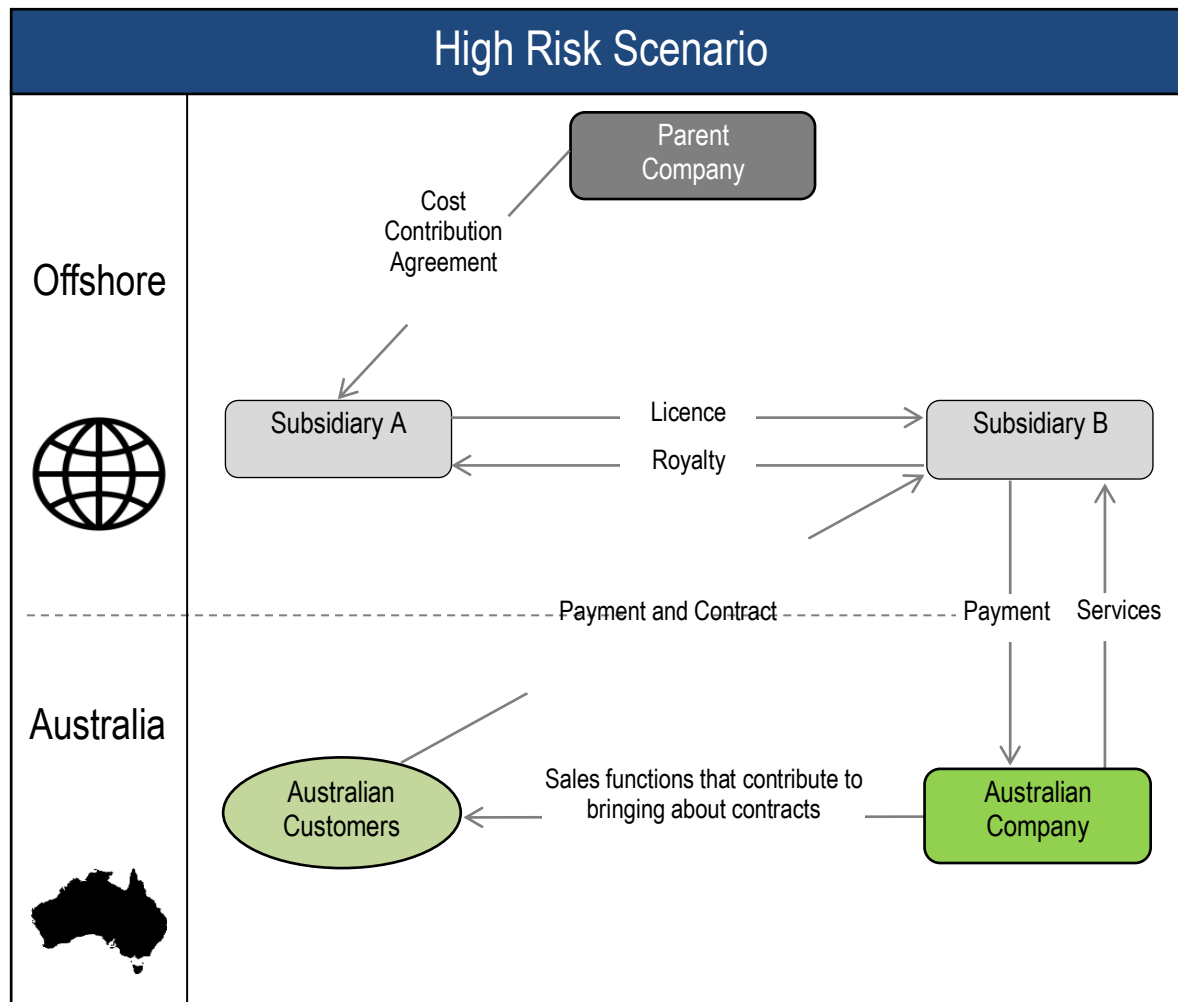 High Risk Scenario
Parent
Company
Cost
Contribution
Agreement
Offshore
Subsidiary A
Licence
Royalty
Subsidiary B
Payment and Contract
Payment
Services
Australia
Australian
Customers
Sales functions that contribute to
bringing about contracts
Australian
Company